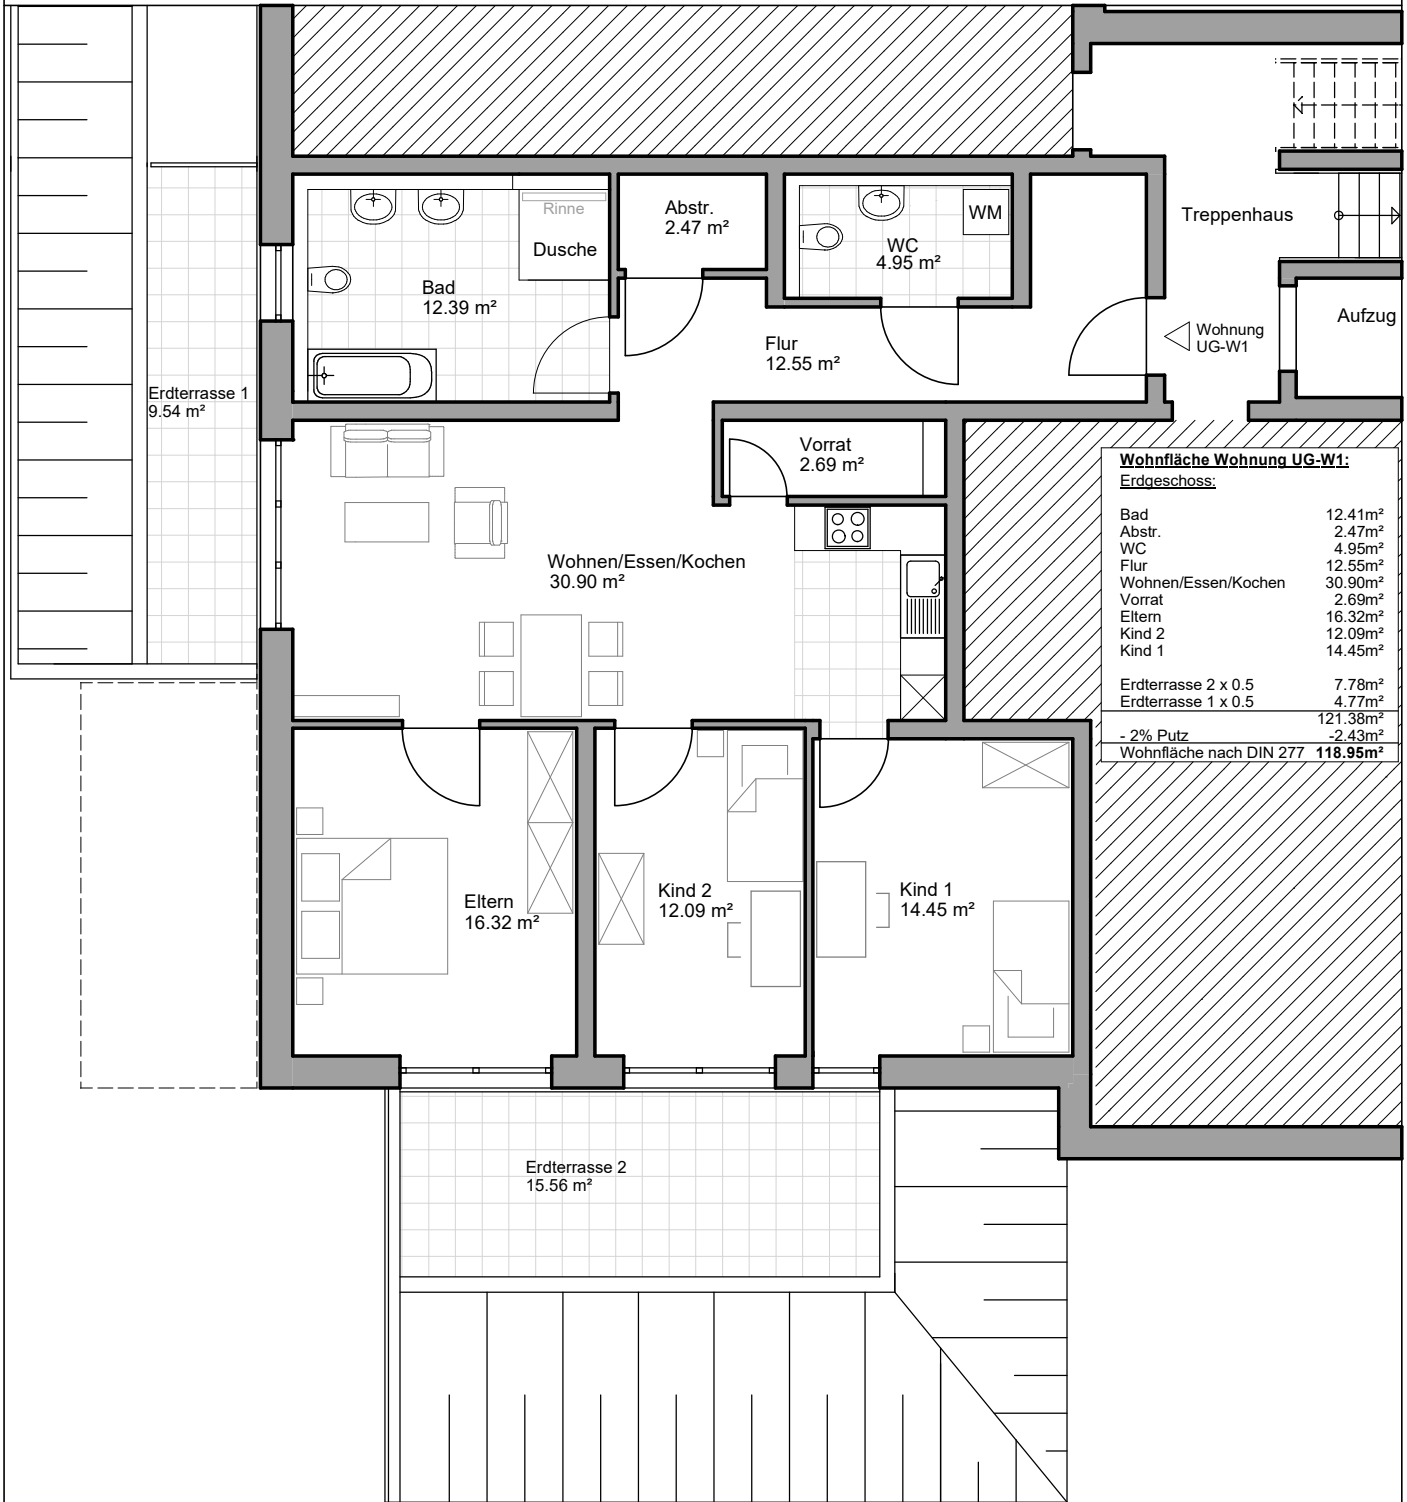 Rinne
Dusche
Abstr.
2.47 m²
WC
4.95 m²
WM
Treppenhaus
Bad
12.39 m²
Flur
12.55 m²
Wohnung
UG-W1
Aufzug
Erdterrasse 1
9.54 m²
Vorrat
2.69 m²
Wohnen/Essen/Kochen
30.90 m²
Wohnfläche Wohnung UG-W1:
Erdgeschoss:
Bad 12.41m²
Abstr. 2.47m²
WC 4.95m²
Flur 12.55m²
Wohnen/Essen/Kochen 30.90m²
Vorrat 2.69m²
Eltern 16.32m²
Kind 2 12.09m²
Kind 1 14.45m²
Erdterrasse 2 x 0.5 7.78m²
Erdterrasse 1 x 0.5 4.77m²
121.38m²
- 2% Putz -2.43m²
Wohnfläche nach DIN 277 118.95m²
Eltern
16.32 m²
Kind 2
12.09 m²
Kind 1
14.45 m²
Erdterrasse 2
15.56 m²